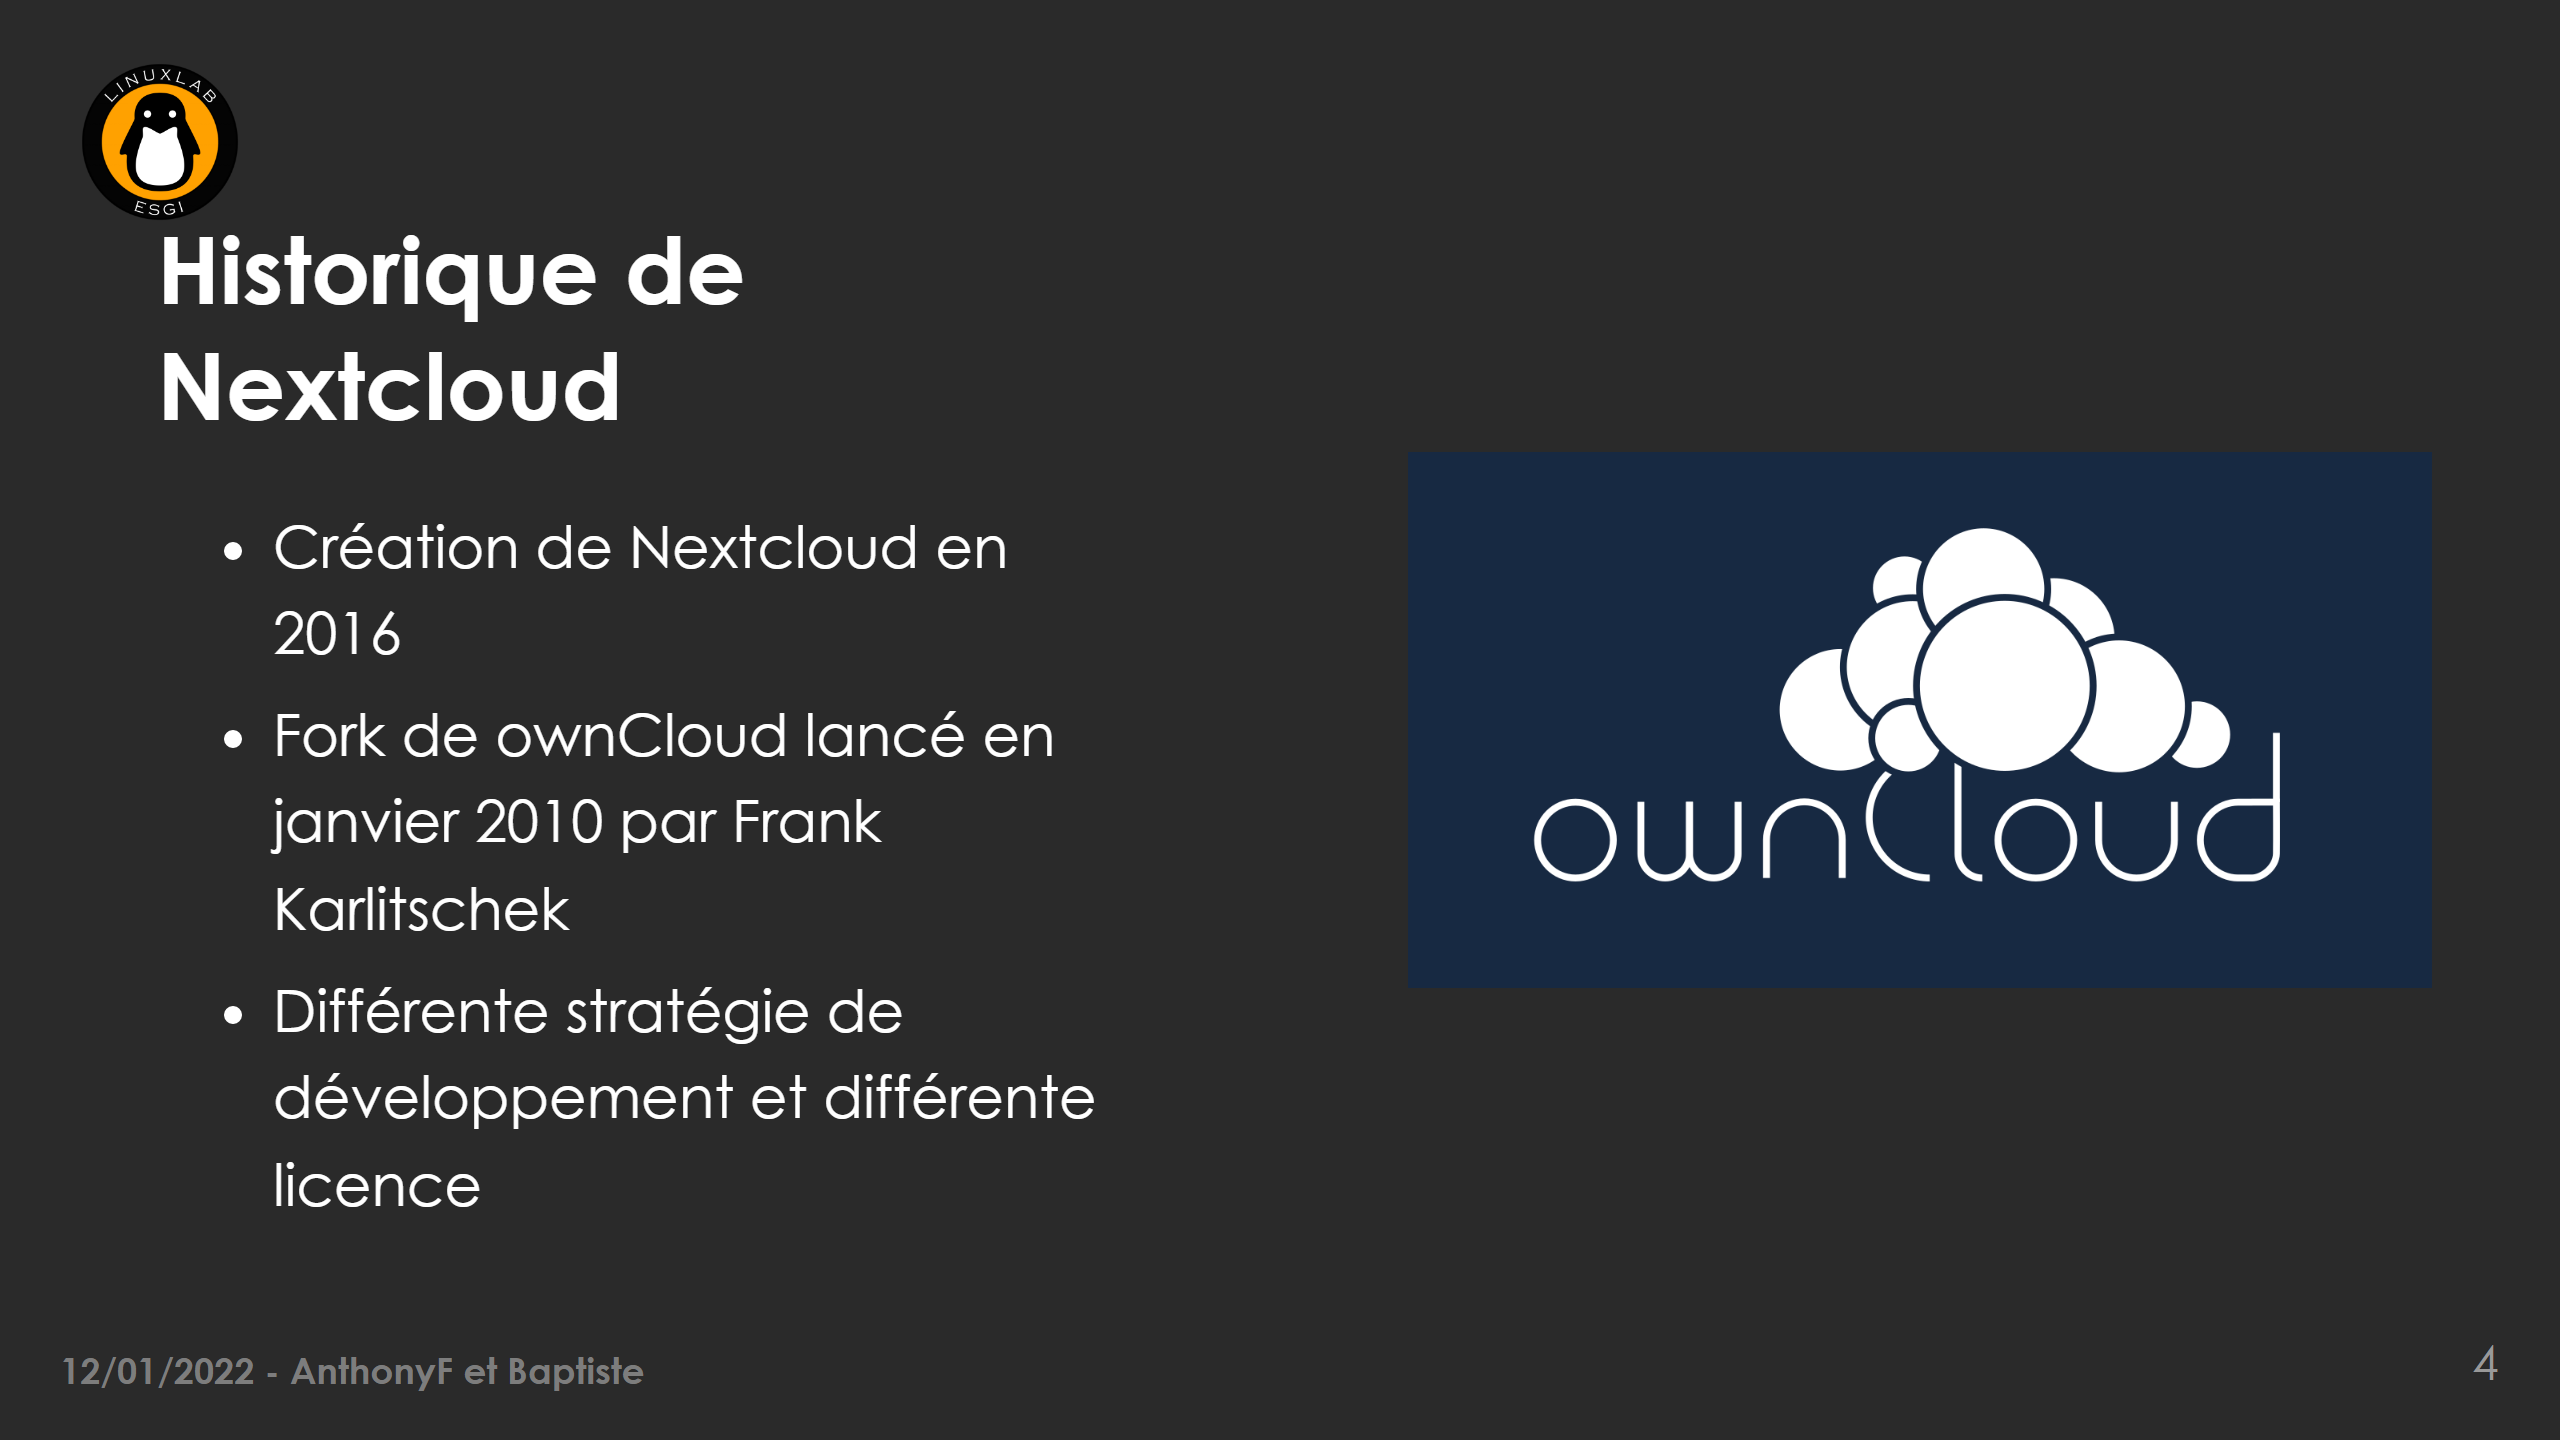 LINUXLAB
ESGI
Historique de
Nextcloud
• Création de Nextcloud en
2016
• Fork de ownCloud lancé en
janvier 2010 par Frank
Karlitschek
• Différente stratégie de
développement et différente
licence
ownCloud
12/01/2022 - AnthonyF et Baptiste
4